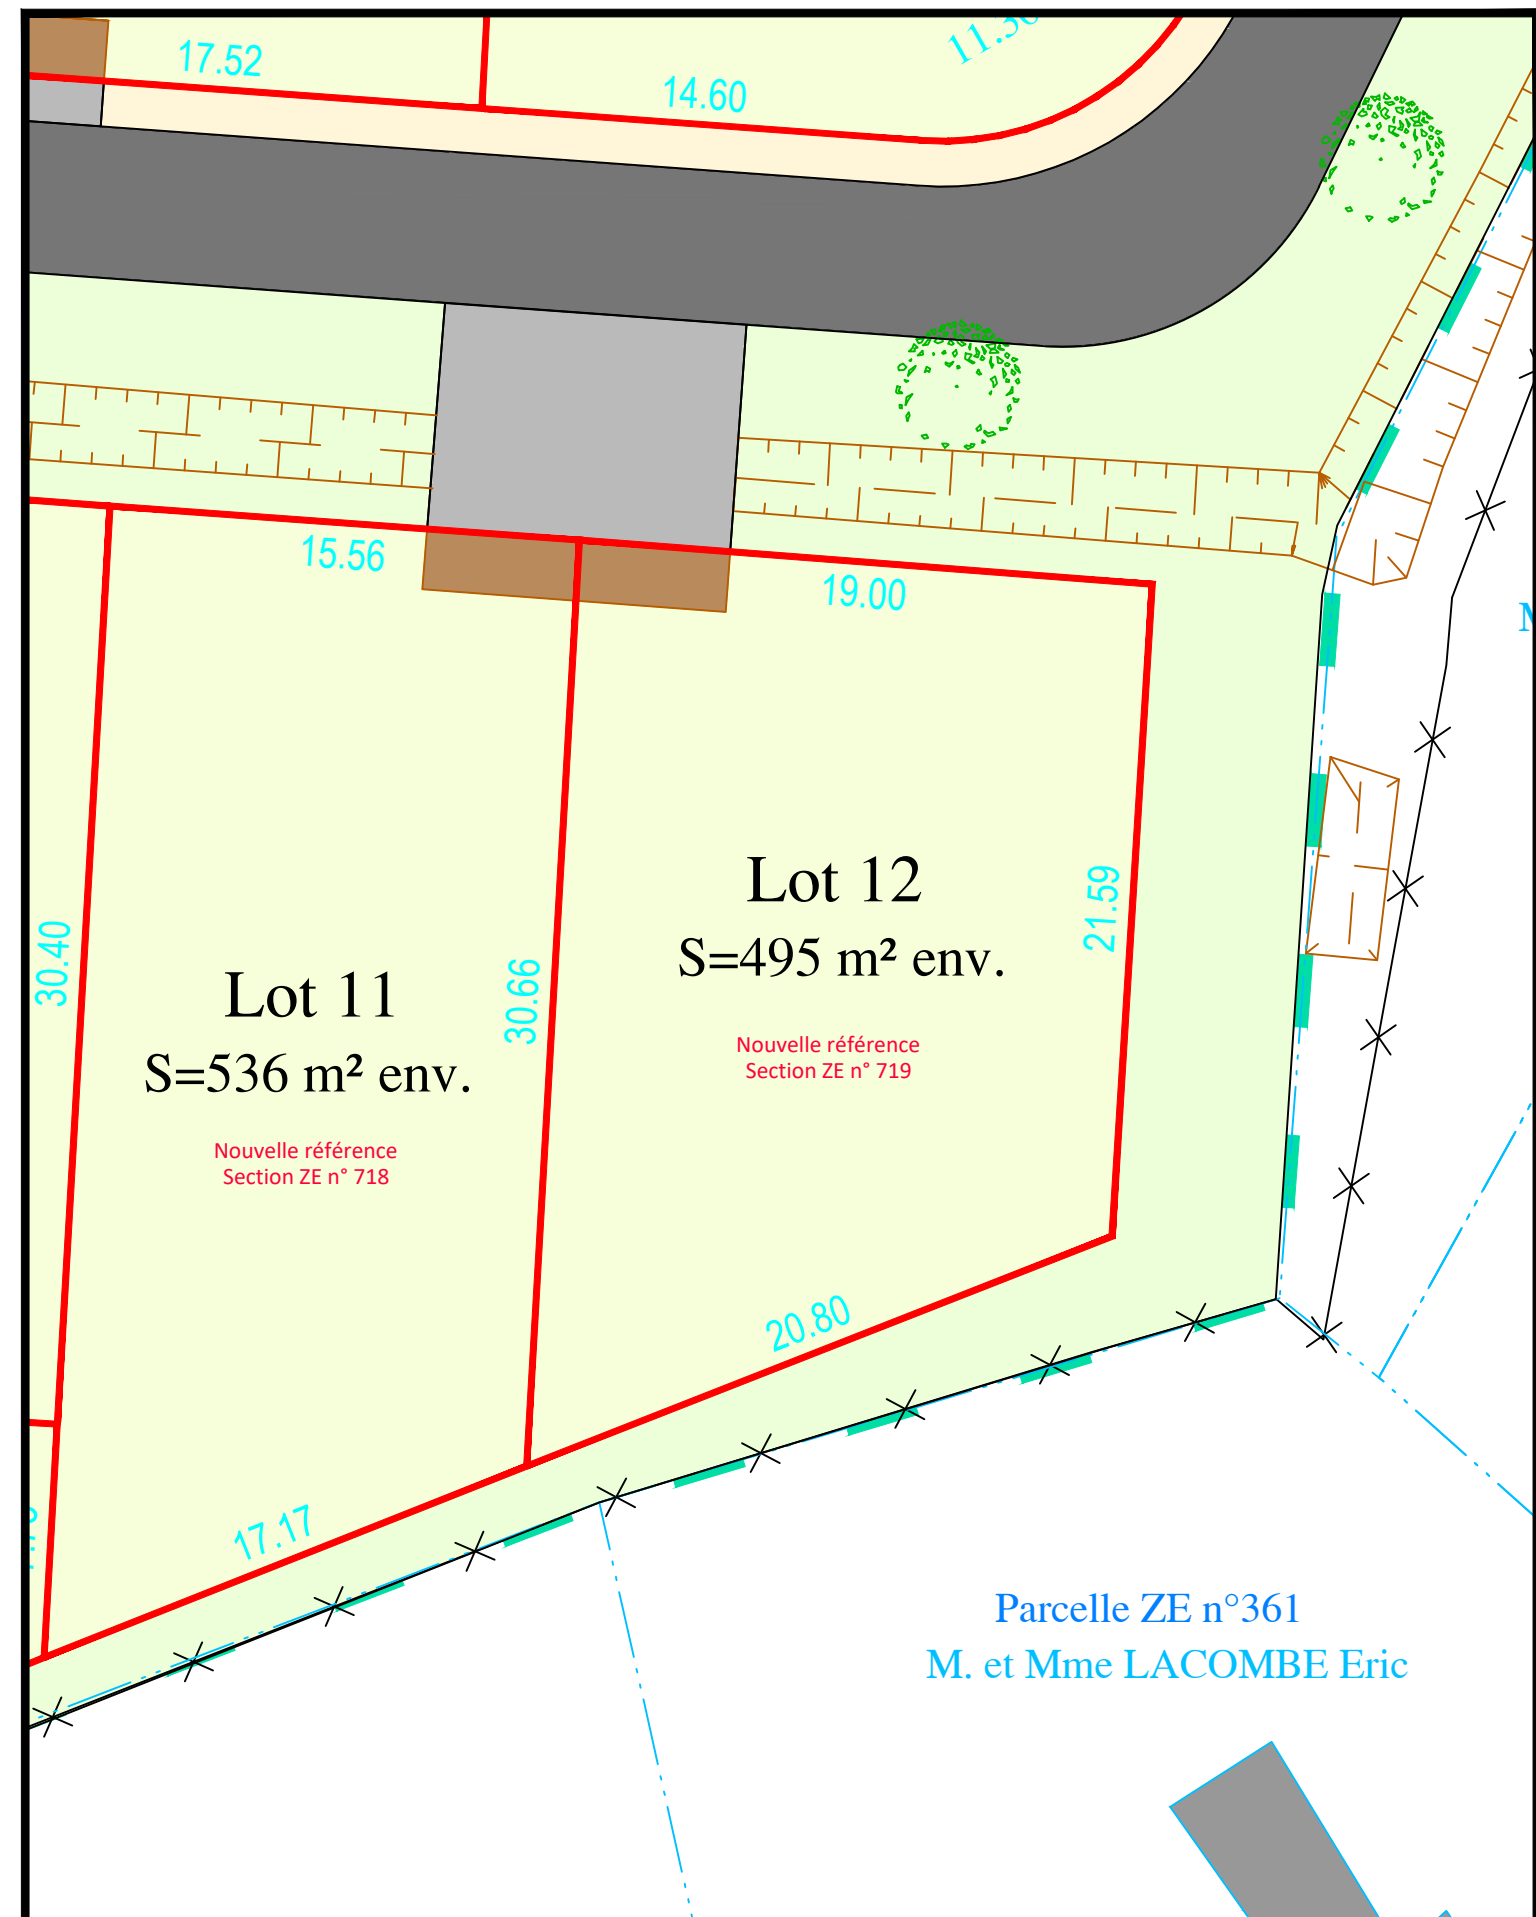 17.52
14.60
15.56
19.00
Lot 12
S=495 m² env.
21.59
Nouvelle référence
Section ZE n° 719
30.40
30.66
Lot 11
S=536 m² env.
Nouvelle référence
Section ZE n° 718
20.80
17.17
Parcelle ZE n°361
M. et Mme LACOMBE Eric